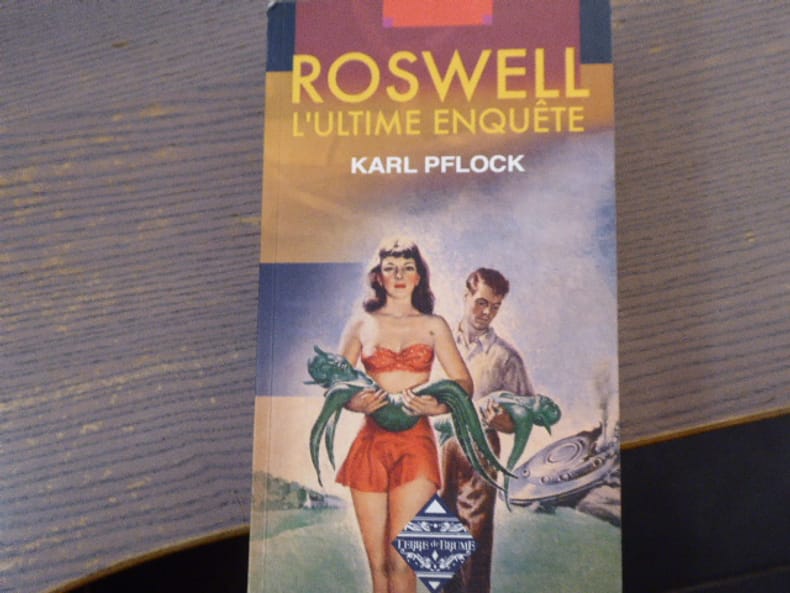 ROSWELL
L'ULTIME ENQUÊTE
KARL PFLOCK
TERRE de BRUME